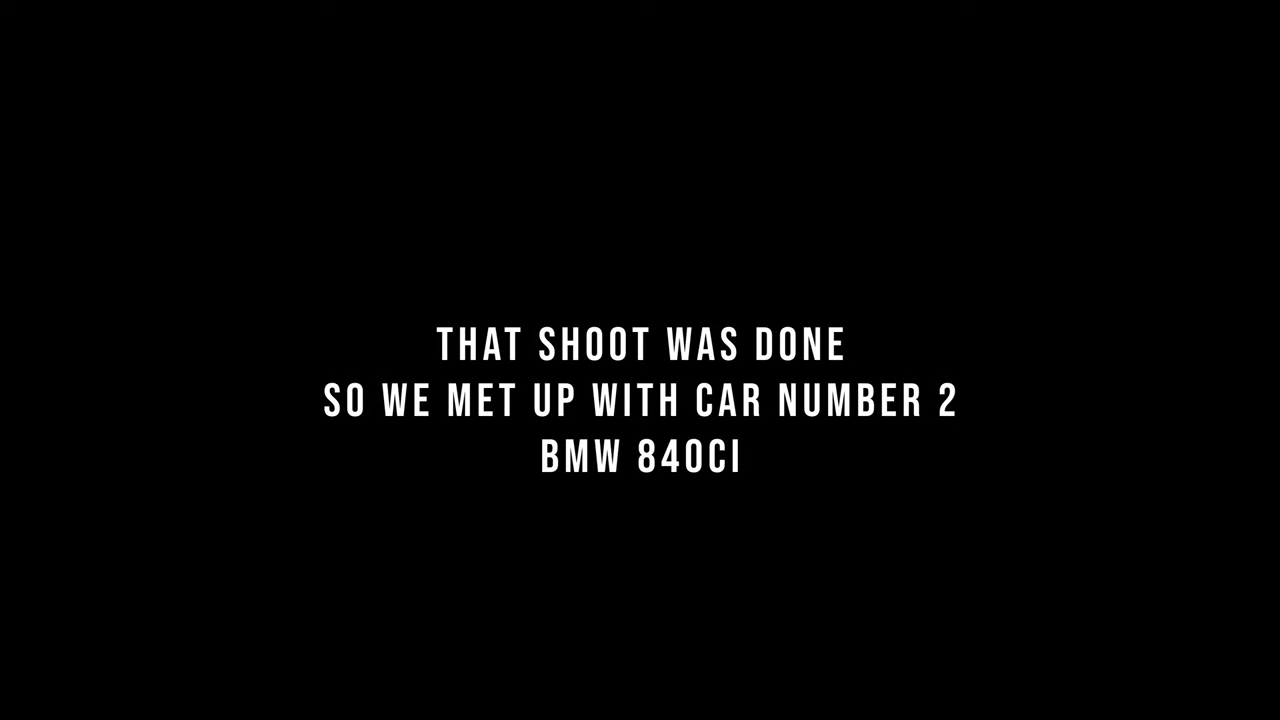 THAT SHOOT WAS DONE
SO WE MET UP WITH CAR NUMBER 2
BMW 840CI